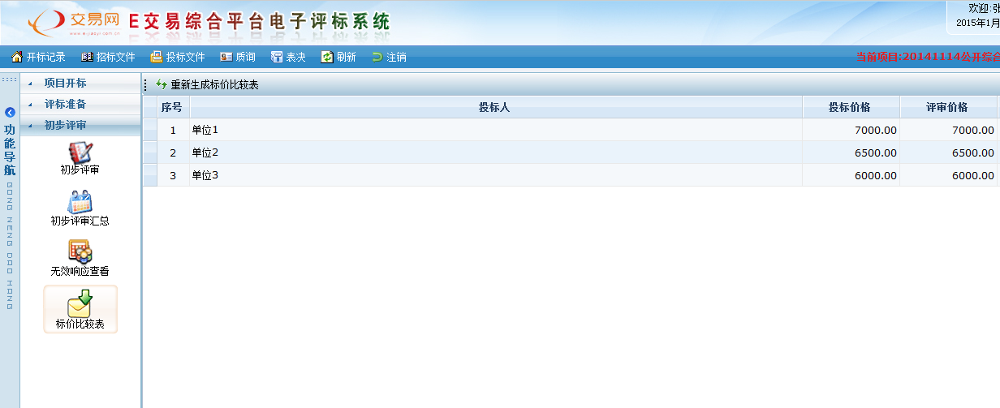 交易网
www.e-jiaoyi.com.cn
E交易综合平台电子评标系统
欢迎:张
2015年1月
开标记录 招标文件 投标文件 质询 表决 刷新 注销
当前项目:20141114公开综合
功能导航
GONG NENG DAO HANG
项目开标
评标准备
初步评审
初步评审
初步评审汇总
无效响应查看
标价比较表
重新生成标价比较表
序号 投标人 投标价格 评审价格
1 单位1 7000.00 7000.00
2 单位2 6500.00 6500.00
3 单位3 6000.00 6000.00